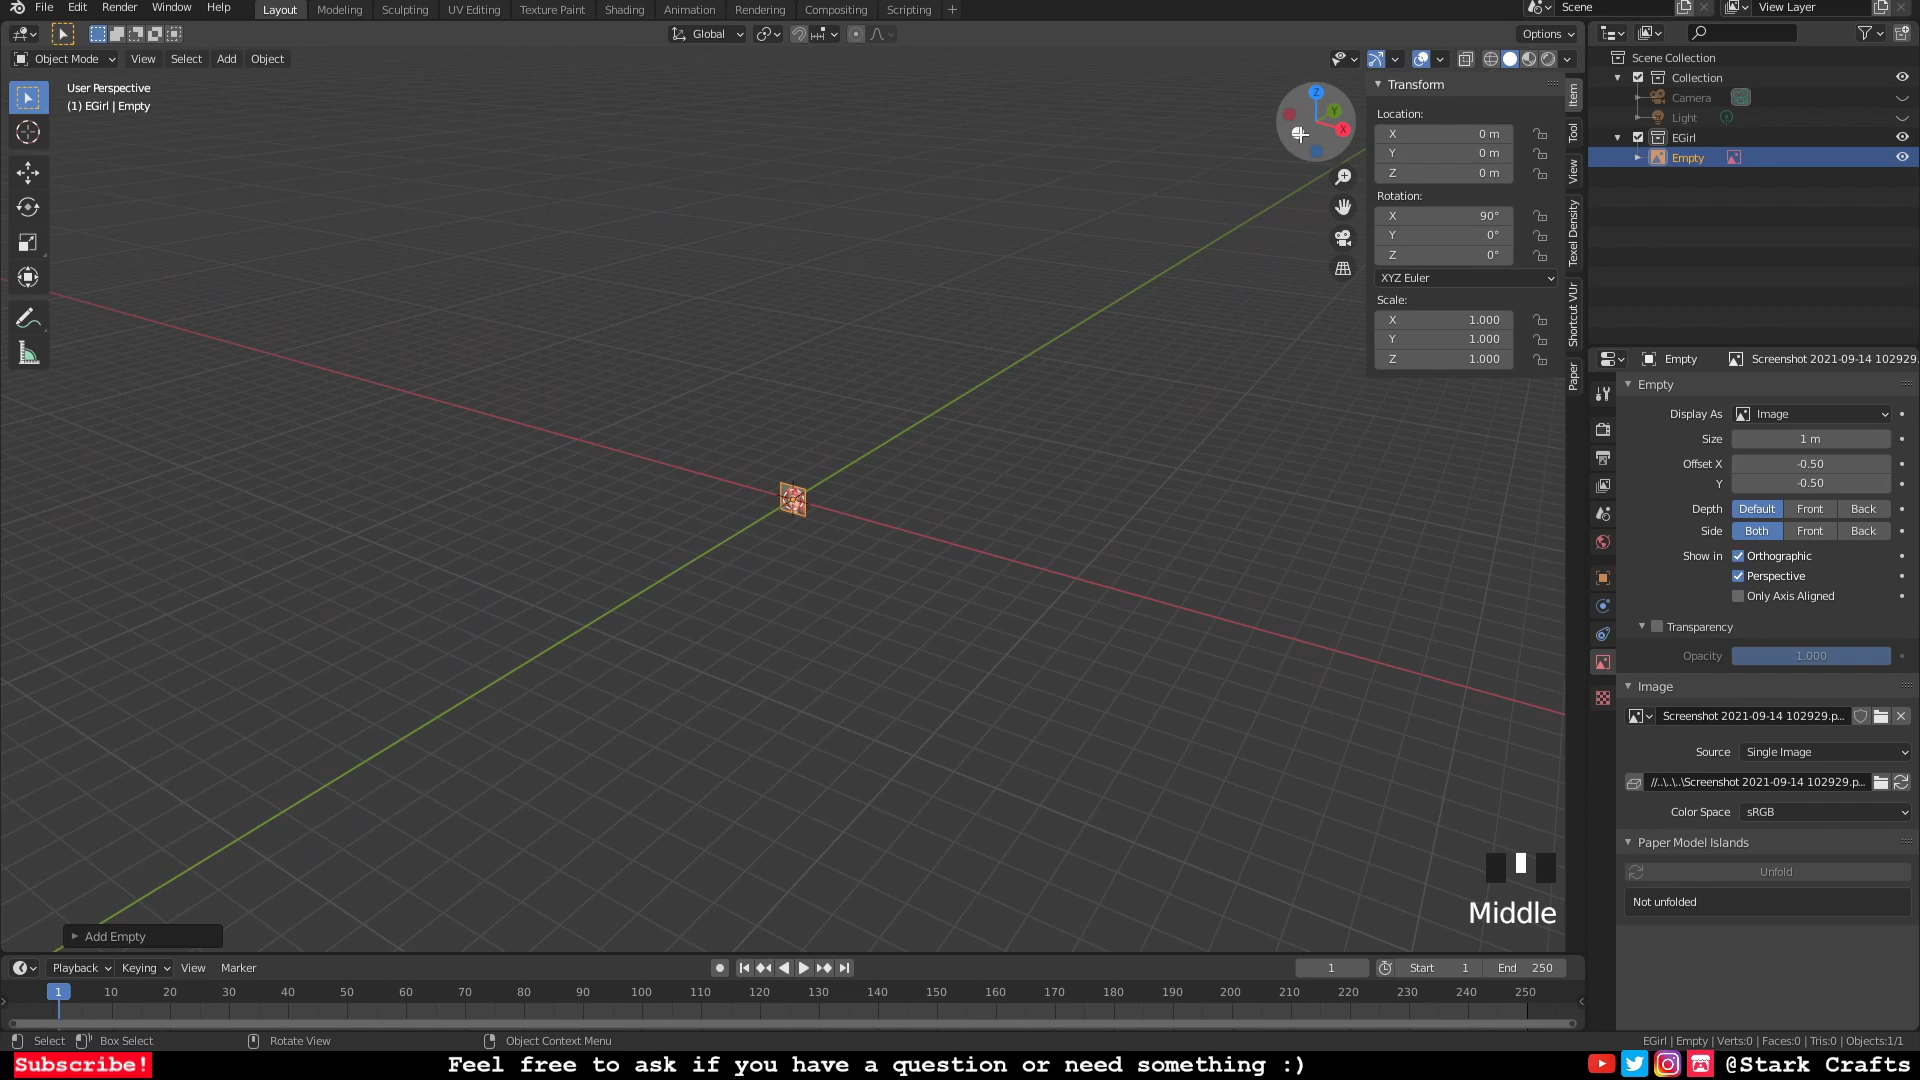 File Edit Render Window Help Layout Modeling Sculpting UV Editing Texture Paint Shading Animation Rendering Compositing Scripting + Scene View Layer
Global Options
Object Mode View Select Add Object
User Perspective
(1) EGirl | Empty
Z
Y
X
Transform
Location:
X 0 m
Y 0 m
Z 0 m
Rotation:
X 90°
Y 0°
Z 0°
XYZ Euler
Scale:
X 1.000
Y 1.000
Z 1.000
Item
Tool
View
Texel Density
Shortcut VUr
Paper
Scene Collection
Collection
Camera
Light
EGirl
Empty
Empty Screenshot 2021-09-14 102929.
Empty
Display As Image
Size 1 m
Offset X -0.50
Y -0.50
Depth Default Front Back
Side Both Front Back
Show in Orthographic
Perspective
Only Axis Aligned
Transparency
Opacity 1.000
Image
Screenshot 2021-09-14 102929.p...
Source Single Image
//..\..\..\Screenshot 2021-09-14 102929.p...
Color Space sRGB
Paper Model Islands
Unfold
Not unfolded
Middle
Add Empty
Playback Keying View Marker 1 Start 1 End 250
1 10 20 30 40 50 60 70 80 90 100 110 120 130 140 150 160 170 180 190 200 210 220 230 240 250
Select Box Select Rotate View Object Context Menu EGirl | Empty | Verts:0 | Faces:0 | Tris:0 | Objects:1/1
Subscribe! Feel free to ask if you have a question or need something :) @Stark Crafts